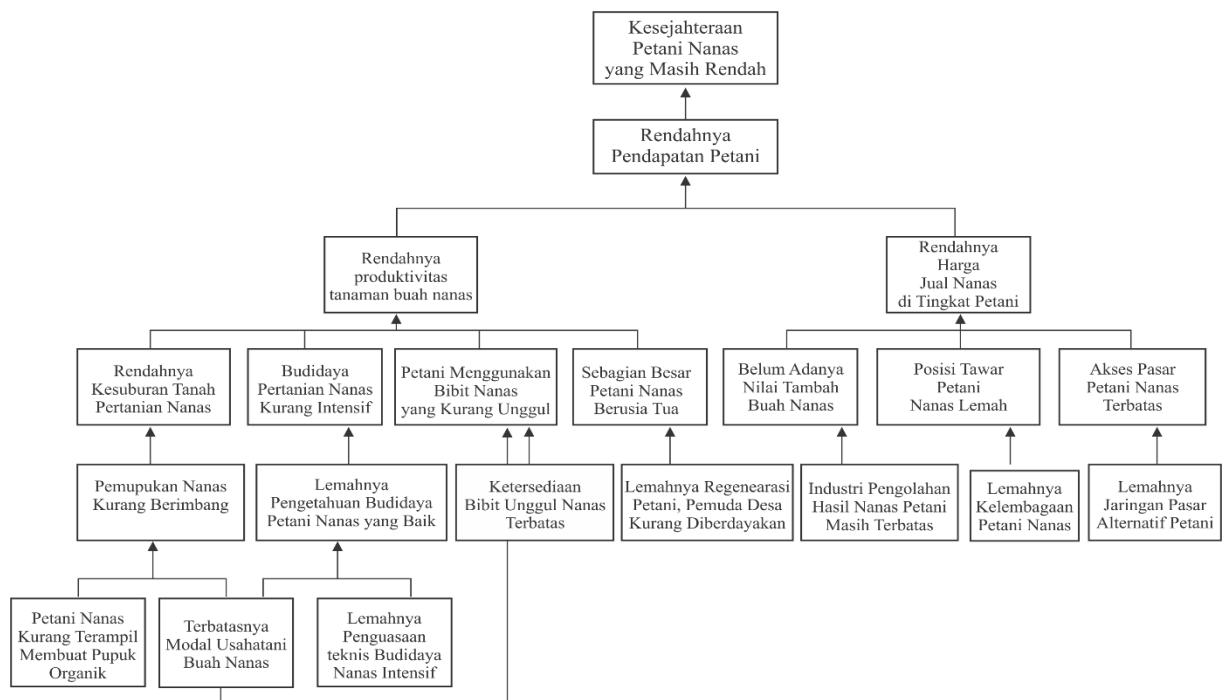 Kesejahteraan
Petani Nanas
yang Masih Rendah
Rendahnya
Pendapatan Petani
Rendahnya
produktivitas
tanaman buah nanas
Rendahnya
Harga
Jual Nanas
di Tingkat Petani
Rendahnya
Kesuburan Tanah
Pertanian Nanas
Budidaya
Pertanian Nanas
Kurang Intensif
Petani Menggunakan
Bibit Nanas
yang Kurang Unggul
Sebagian Besar
Petani Nanas
Berusia Tua
Belum Adanya
Nilai Tambah
Buah Nanas
Posisi Tawar
Petani
Nanas Lemah
Akses Pasar
Petani Nanas
Terbatas
Pemupukan Nanas
Kurang Berimbang
Lemahnya
Pengetahuan Budidaya
Petani Nanas yang Baik
Ketersediaan
Bibit Unggul Nanas
Terbatas
Lemahnya Regenearasi
Petani, Pemuda Desa
Kurang Diberdayakan
Industri Pengolahan
Hasil Nanas Petani
Masih Terbatas
Lemahnya
Kelembagaan
Petani Nanas
Lemahnya
Jaringan Pasar
Alternatif Petani
Petani Nanas
Kurang Terampil
Membuat Pupuk
Organik
Terbatasnya
Modal Usahatani
Buah Nanas
Lemahnya
Penguasaan
teknis Budidaya
Nanas Intensif